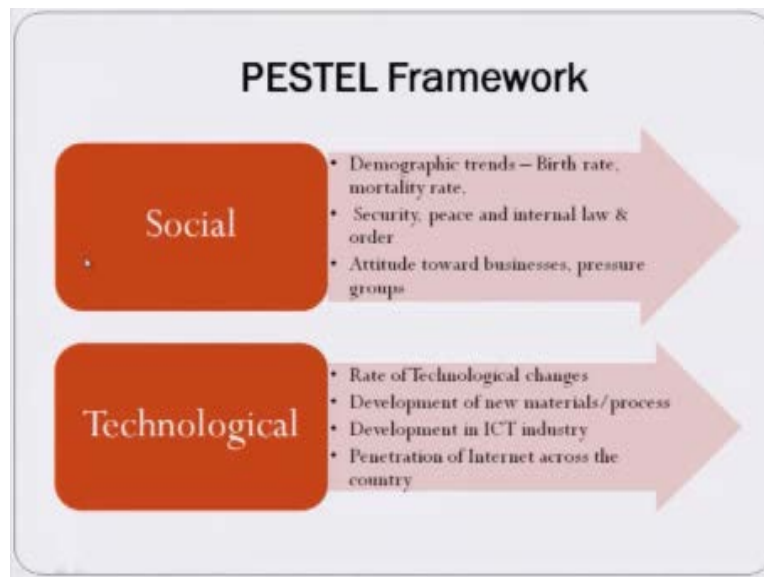 PESTEL Framework
Social
• Demographic trends – Birth rate,
mortality rate,
• Security, peace and internal law &
order
• Attitude toward businesses, pressure
groups
Technological
• Rate of Technological changes
• Development of new materials/process
• Development in ICT industry
• Penetration of Internet across the
country